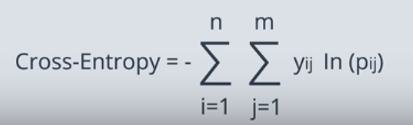 n m
Cross-Entropy = - ∑ ∑ yij ln (pij)
i=1 j=1